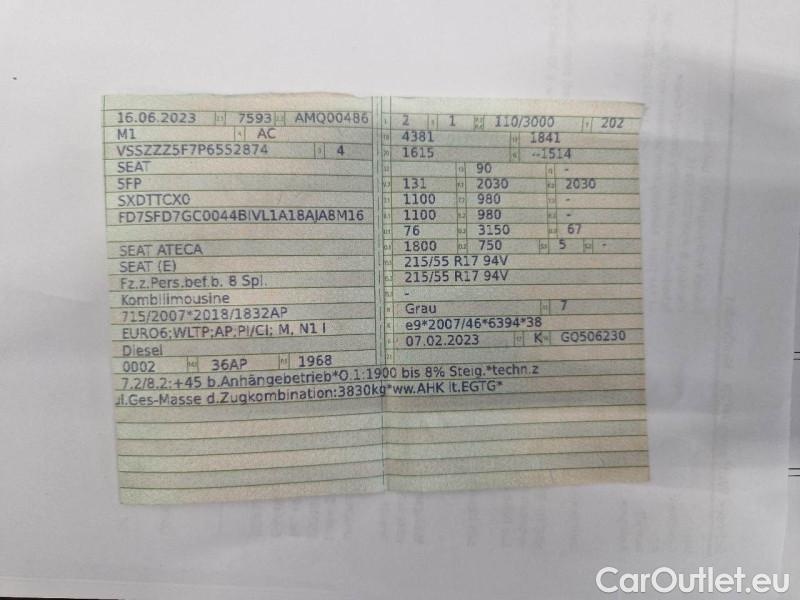 16.06.2023 7593 AMQ00486
M1 AC
VSSZZZ5F7P6552874 4
SEAT
5FP
SXDTTCX0
FD7SFD7GC0044BIVL1A18AJA8M16
SEAT ATECA
SEAT (E)
Fz.z.Pers.bef.b. 8 Spl.
Kombilimousine
715/2007*2018/1832AP
EURO6;WLTP;AP;PI/CI; M, N1 I
Diesel
0002 36AP 1968
7.2/8.2:+45 b.Anhängebetrieb*O.1:1900 bis 8% Steig.*techn.z
ul.Ges-Masse d.Zugkombination:3830kg*ww.AHK lt.EGTG*
2 1 110/3000 202
4381 1841
1615 --1514
90 -
131 2030 2030
1100 980 -
1100 980 -
76 3150 67
1800 750 5 -
215/55 R17 94V
215/55 R17 94V
-
Grau 7
e9*2007/46*6394*38
07.02.2023 K GQ506230
CarOutlet.eu